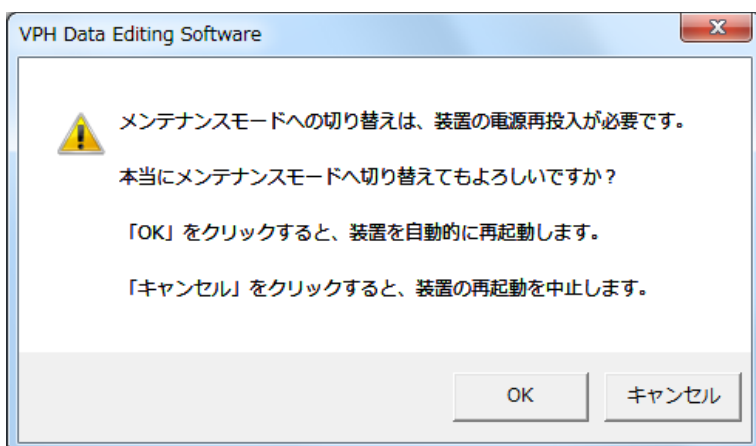 VPH Data Editing Software
メンテナンスモードへの切り替えは、装置の電源再投入が必要です。
本当にメンテナンスモードへ切り替えてもよろしいですか？
「OK」をクリックすると、装置を自動的に再起動します。
「キャンセル」をクリックすると、装置の再起動を中止します。
OK
キャンセル